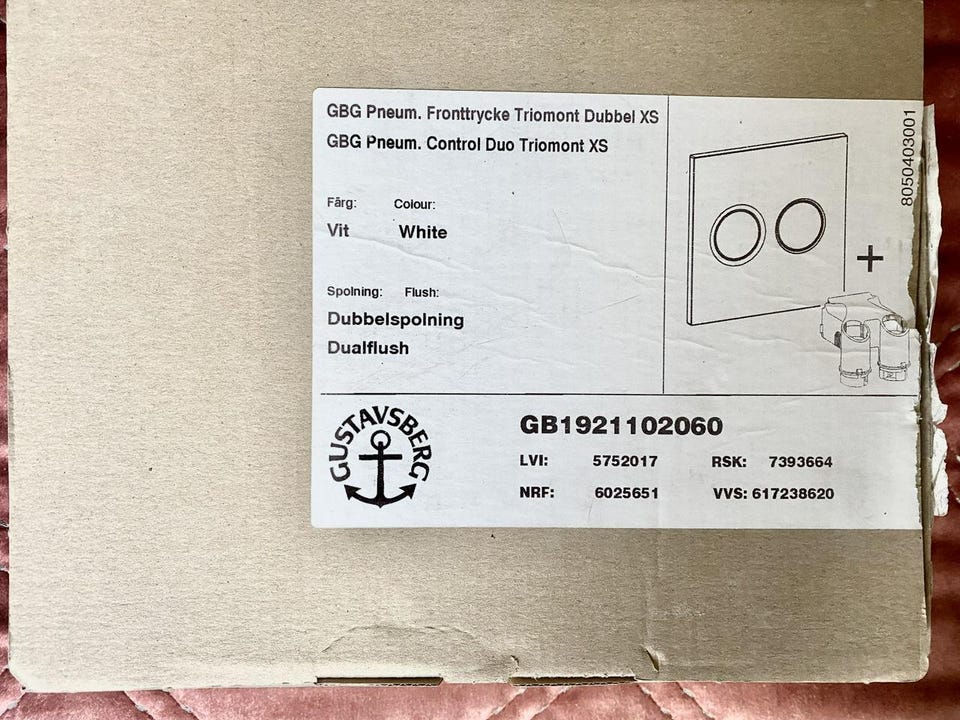 GBG Pneum. Fronttrycke Triomont Dubbel XS
GBG Pneum. Control Duo Triomont XS
Färg: Colour:
Vit White
Spolning: Flush:
Dubbelspolning
Dualflush
8050403001
+
GUSTAVSBERG
GB1921102060
LVI: 5752017 RSK: 7393664
NRF: 6025651 VVS: 617238620